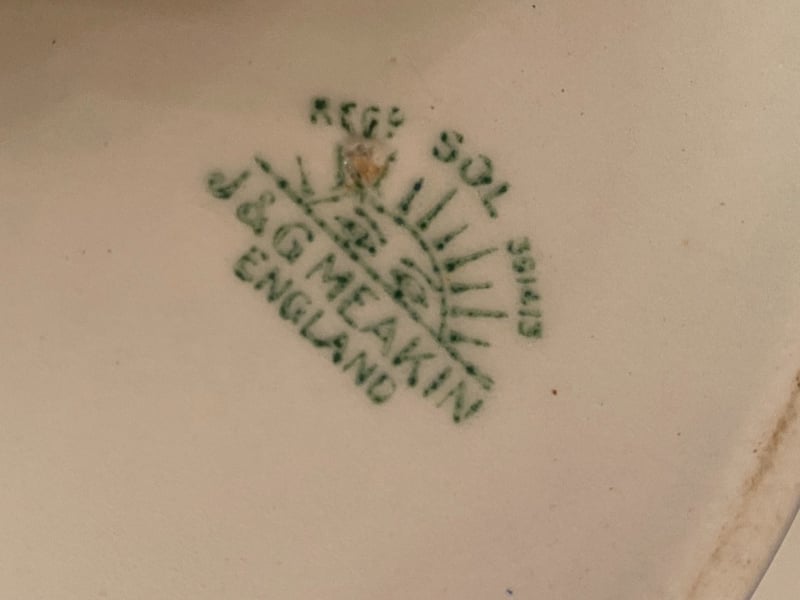 REGD SOL 391413
J & G MEAKIN
ENGLAND